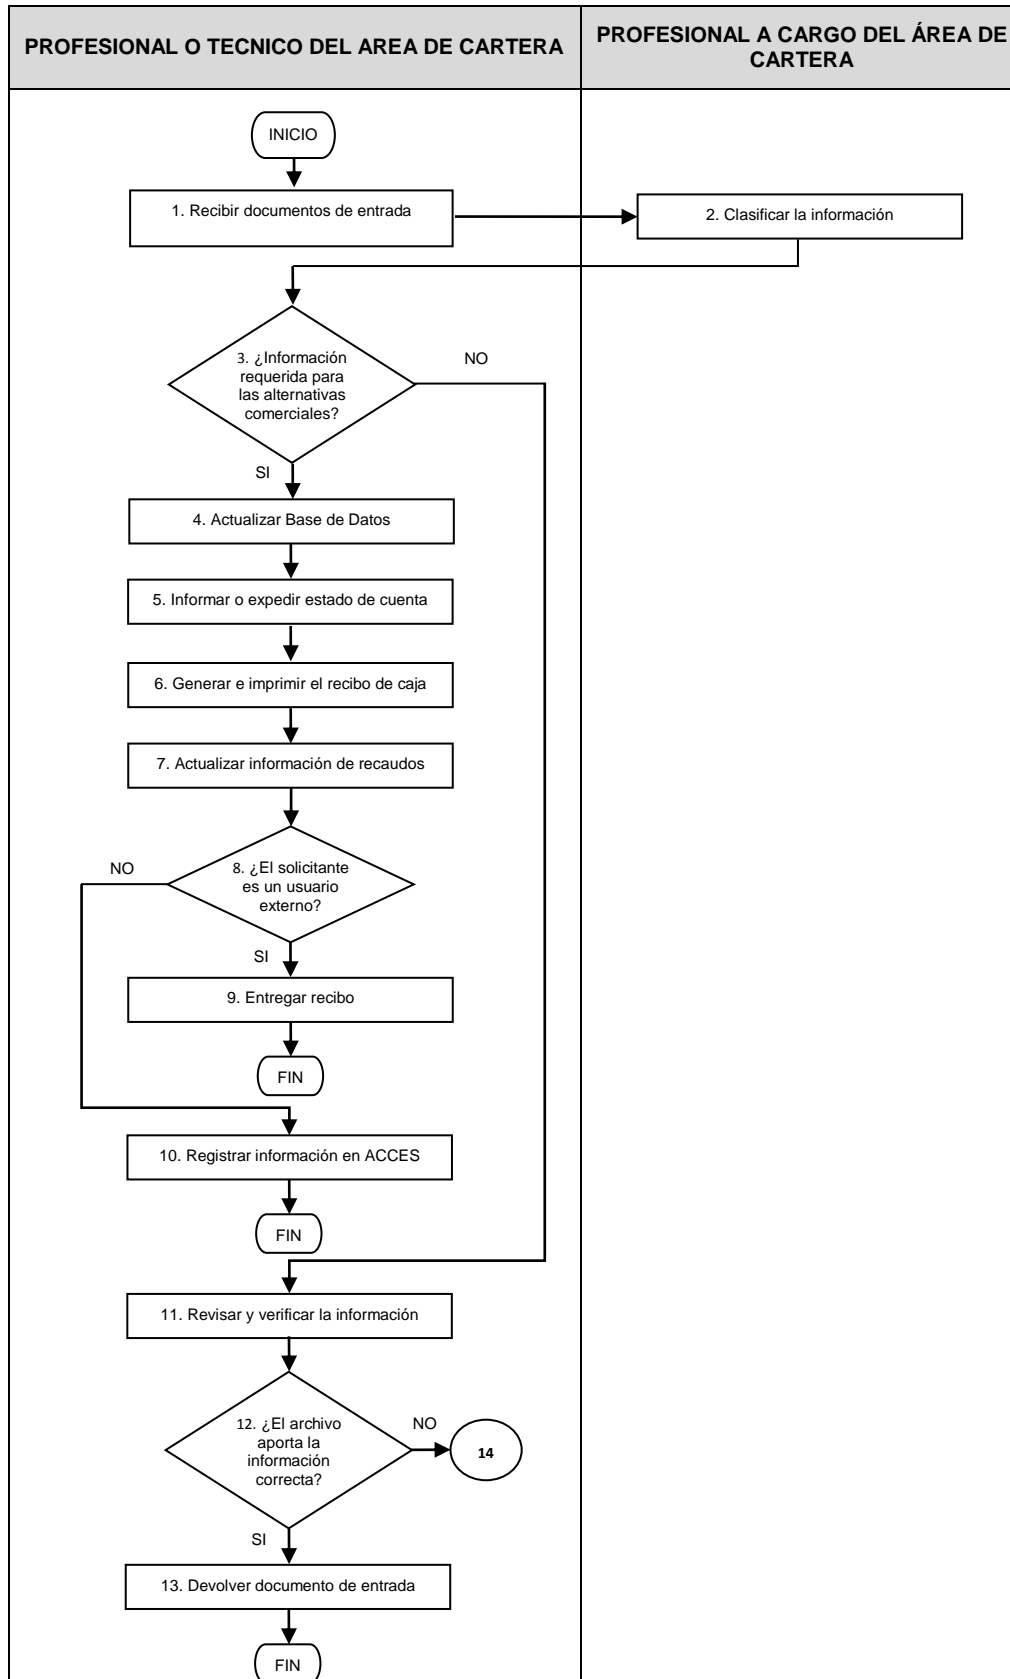 PROFESIONAL O TECNICO DEL AREA DE CARTERA
PROFESIONAL A CARGO DEL ÁREA DE
CARTERA
INICIO
1. Recibir documentos de entrada
2. Clasificar la información
3. ¿Información
requerida para
las alternativas
comerciales?
NO
SI
4. Actualizar Base de Datos
5. Informar o expedir estado de cuenta
6. Generar e imprimir el recibo de caja
7. Actualizar información de recaudos
8. ¿El solicitante
es un usuario
externo?
NO
SI
9. Entregar recibo
FIN
10. Registrar información en ACCES
FIN
11. Revisar y verificar la información
12. ¿El archivo
aporta la
información
correcta?
NO
14
SI
13. Devolver documento de entrada
FIN